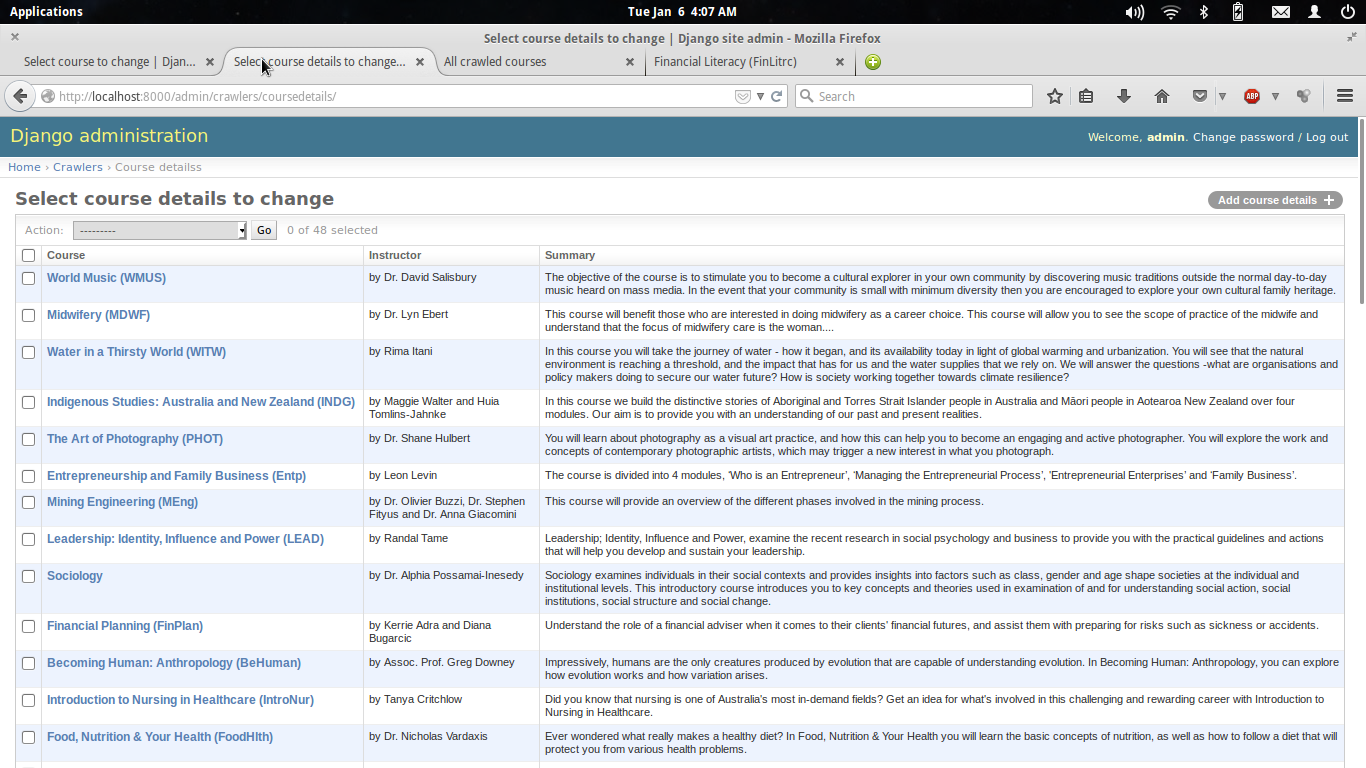 Applications
Tue Jan 6 4:07 AM
Select course details to change | Django site admin - Mozilla Firefox
Select course to change | Djan...
Select course details to change...
All crawled courses
Financial Literacy (FinLitrc)
http://localhost:8000/admin/crawlers/coursedetails/
Search
ABP
Django administration
Welcome, admin. Change password / Log out
Home › Crawlers › Course detailss
Select course details to change
Add course details +
Action: --------- Go 0 of 48 selected
Course Instructor Summary
World Music (WMUS)
by Dr. David Salisbury
The objective of the course is to stimulate you to become a cultural explorer in your own community by discovering music traditions outside the normal day-to-day
music heard on mass media. In the event that your community is small with minimum diversity then you are encouraged to explore your own cultural family heritage.
Midwifery (MDWF)
by Dr. Lyn Ebert
This course will benefit those who are interested in doing midwifery as a career choice. This course will allow you to see the scope of practice of the midwife and
understand that the focus of midwifery care is the woman....
Water in a Thirsty World (WITW)
by Rima Itani
In this course you will take the journey of water - how it began, and its availability today in light of global warming and urbanization. You will see that the natural
environment is reaching a threshold, and the impact that has for us and the water supplies that we rely on. We will answer the questions -what are organisations and
policy makers doing to secure our water future? How is society working together towards climate resilience?
Indigenous Studies: Australia and New Zealand (INDG)
by Maggie Walter and Huia
Tomlins-Jahnke
In this course we build the distinctive stories of Aboriginal and Torres Strait Islander people in Australia and Māori people in Aotearoa New Zealand over four
modules. Our aim is to provide you with an understanding of our past and present realities.
The Art of Photography (PHOT)
by Dr. Shane Hulbert
You will learn about photography as a visual art practice, and how this can help you to become an engaging and active photographer. You will explore the work and
concepts of contemporary photographic artists, which may trigger a new interest in what you photograph.
Entrepreneurship and Family Business (Entp)
by Leon Levin
The course is divided into 4 modules, 'Who is an Entrepreneur', 'Managing the Entrepreneurial Process', 'Entrepreneurial Enterprises' and 'Family Business'.
Mining Engineering (MEng)
by Dr. Olivier Buzzi, Dr. Stephen
Fityus and Dr. Anna Giacomini
This course will provide an overview of the different phases involved in the mining process.
Leadership: Identity, Influence and Power (LEAD)
by Randal Tame
Leadership; Identity, Influence and Power, examine the recent research in social psychology and business to provide you with the practical guidelines and actions
that will help you develop and sustain your leadership.
Sociology
by Dr. Alphia Possamai-Inesedy
Sociology examines individuals in their social contexts and provides insights into factors such as class, gender and age shape societies at the individual and
institutional levels. This introductory course introduces you to key concepts and theories used in examination of and for understanding social action, social
institutions, social structure and social change.
Financial Planning (FinPlan)
by Kerrie Adra and Diana
Bugarcic
Understand the role of a financial adviser when it comes to their clients' financial futures, and assist them with preparing for risks such as sickness or accidents.
Becoming Human: Anthropology (BeHuman)
by Assoc. Prof. Greg Downey
Impressively, humans are the only creatures produced by evolution that are capable of understanding evolution. In Becoming Human: Anthropology, you can explore
how evolution works and how variation arises.
Introduction to Nursing in Healthcare (IntroNur)
by Tanya Critchlow
Did you know that nursing is one of Australia's most in-demand fields? Get an idea for what's involved in this challenging and rewarding career with Introduction to
Nursing in Healthcare.
Food, Nutrition & Your Health (FoodHlth)
by Dr. Nicholas Vardaxis
Ever wondered what really makes a healthy diet? In Food, Nutrition & Your Health you will learn the basic concepts of nutrition, as well as how to follow a diet that will
protect you from various health problems.